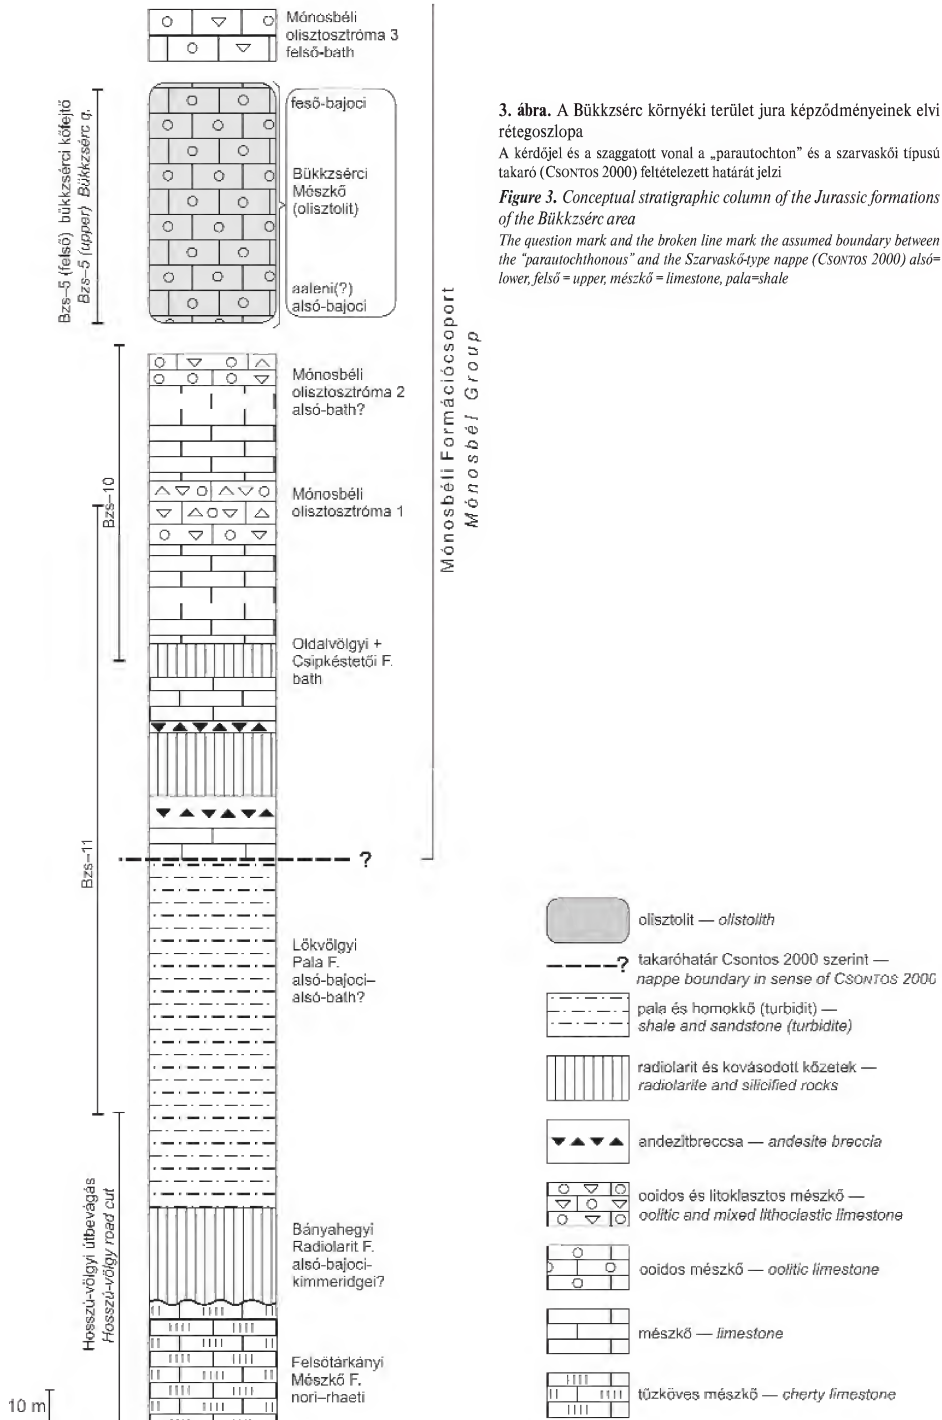 Mónosbéli
olisztosztróma 3
felső-bath
Bzs–5 (felső) bükkzsérci kőfejtő
Bzs–5 (upper) Bükkzsérc q.
feső-bajoci
Bükkzsérci
Mészkő
(olisztolit)
aaleni(?)
alsó-bajoci
3. ábra. A Bükkzsérc környéki terület jura képződményeinek elvi
rétegoszlopa
A kérdőjel és a szaggatott vonal a „parautochton” és a szarvaskői típusú
takaró (CSONTOS 2000) feltételezett határát jelzi
Figure 3. Conceptual stratigraphic column of the Jurassic formations
of the Bükkzsérc area
The question mark and the broken line mark the assumed boundary between
the "parautochthonous" and the Szarvaskő-type nappe (CSONTOS 2000) alsó=
lower, felső = upper, mészkő = limestone, pala=shale
Mónosbéli Formációcsoport
Mónosbél Group
Mónosbéli
olisztosztróma 2
alsó-bath?
Bzs–10
Mónosbéli
olisztosztróma 1
Oldalvölgyi +
Csipkéstetői F.
bath
Bzs–11
?
Lökvölgyi
Pala F.
alsó-bajoci–
alsó-bath?
Hosszú-völgyi útbevágás
Hosszú-völgy road cut
Bányahegyi
Radiolarit F.
alsó-bajoci-
kimmeridgei?
Felsőtárkányi
Mészkő F.
nori–rhaeti
10 m
olisztolit — olistolith
? takaróhatár Csontos 2000 szerint —
nappe boundary in sense of CSONTOS 2000
pala és homokkő (turbidit) —
shale and sandstone (turbidite)
radiolarit és kovásodott kőzetek —
radiolarite and silicified rocks
andezitbreccsa — andesite breccia
ooidos és litoklasztos mészkő —
oolitic and mixed lithoclastic limestone
ooidos mészkő — oolitic limestone
mészkő — limestone
tűzköves mészkő — cherty limestone